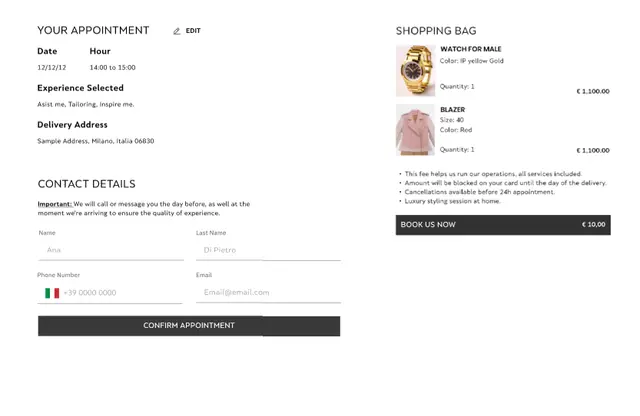 YOUR APPOINTMENT
EDIT
Date Hour
12/12/12 14:00 to 15:00
Experience Selected
Asist me, Tailoring, Inspire me.
Delivery Address
Sample Address, Milano, Italia 06830
CONTACT DETAILS
Important: We will call or message you the day before, as well at the
moment we're arriving to ensure the quality of experience.
Name
Last Name
Ana
Di Pietro
Phone Number
Email
+39 0000 0000
Email@email.com
CONFIRM APPOINTMENT
SHOPPING BAG
WATCH FOR MALE
Color: IP yellow Gold
Quantity: 1
€ 1,100.00
BLAZER
Size: 40
Color: Red
Quantity: 1
€ 1,100.00
• This fee helps us run our operations, all services included.
• Amount will be blocked on your card until the day of the delivery.
• Cancellations available before 24h appointment.
• Luxury styling session at home.
BOOK US NOW € 10,00